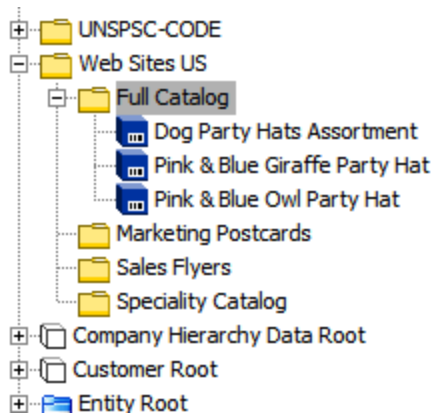 UNSPSC-CODE
Web Sites US
Full Catalog
Dog Party Hats Assortment
Pink & Blue Giraffe Party Hat
Pink & Blue Owl Party Hat
Marketing Postcards
Sales Flyers
Speciality Catalog
Company Hierarchy Data Root
Customer Root
Entity Root